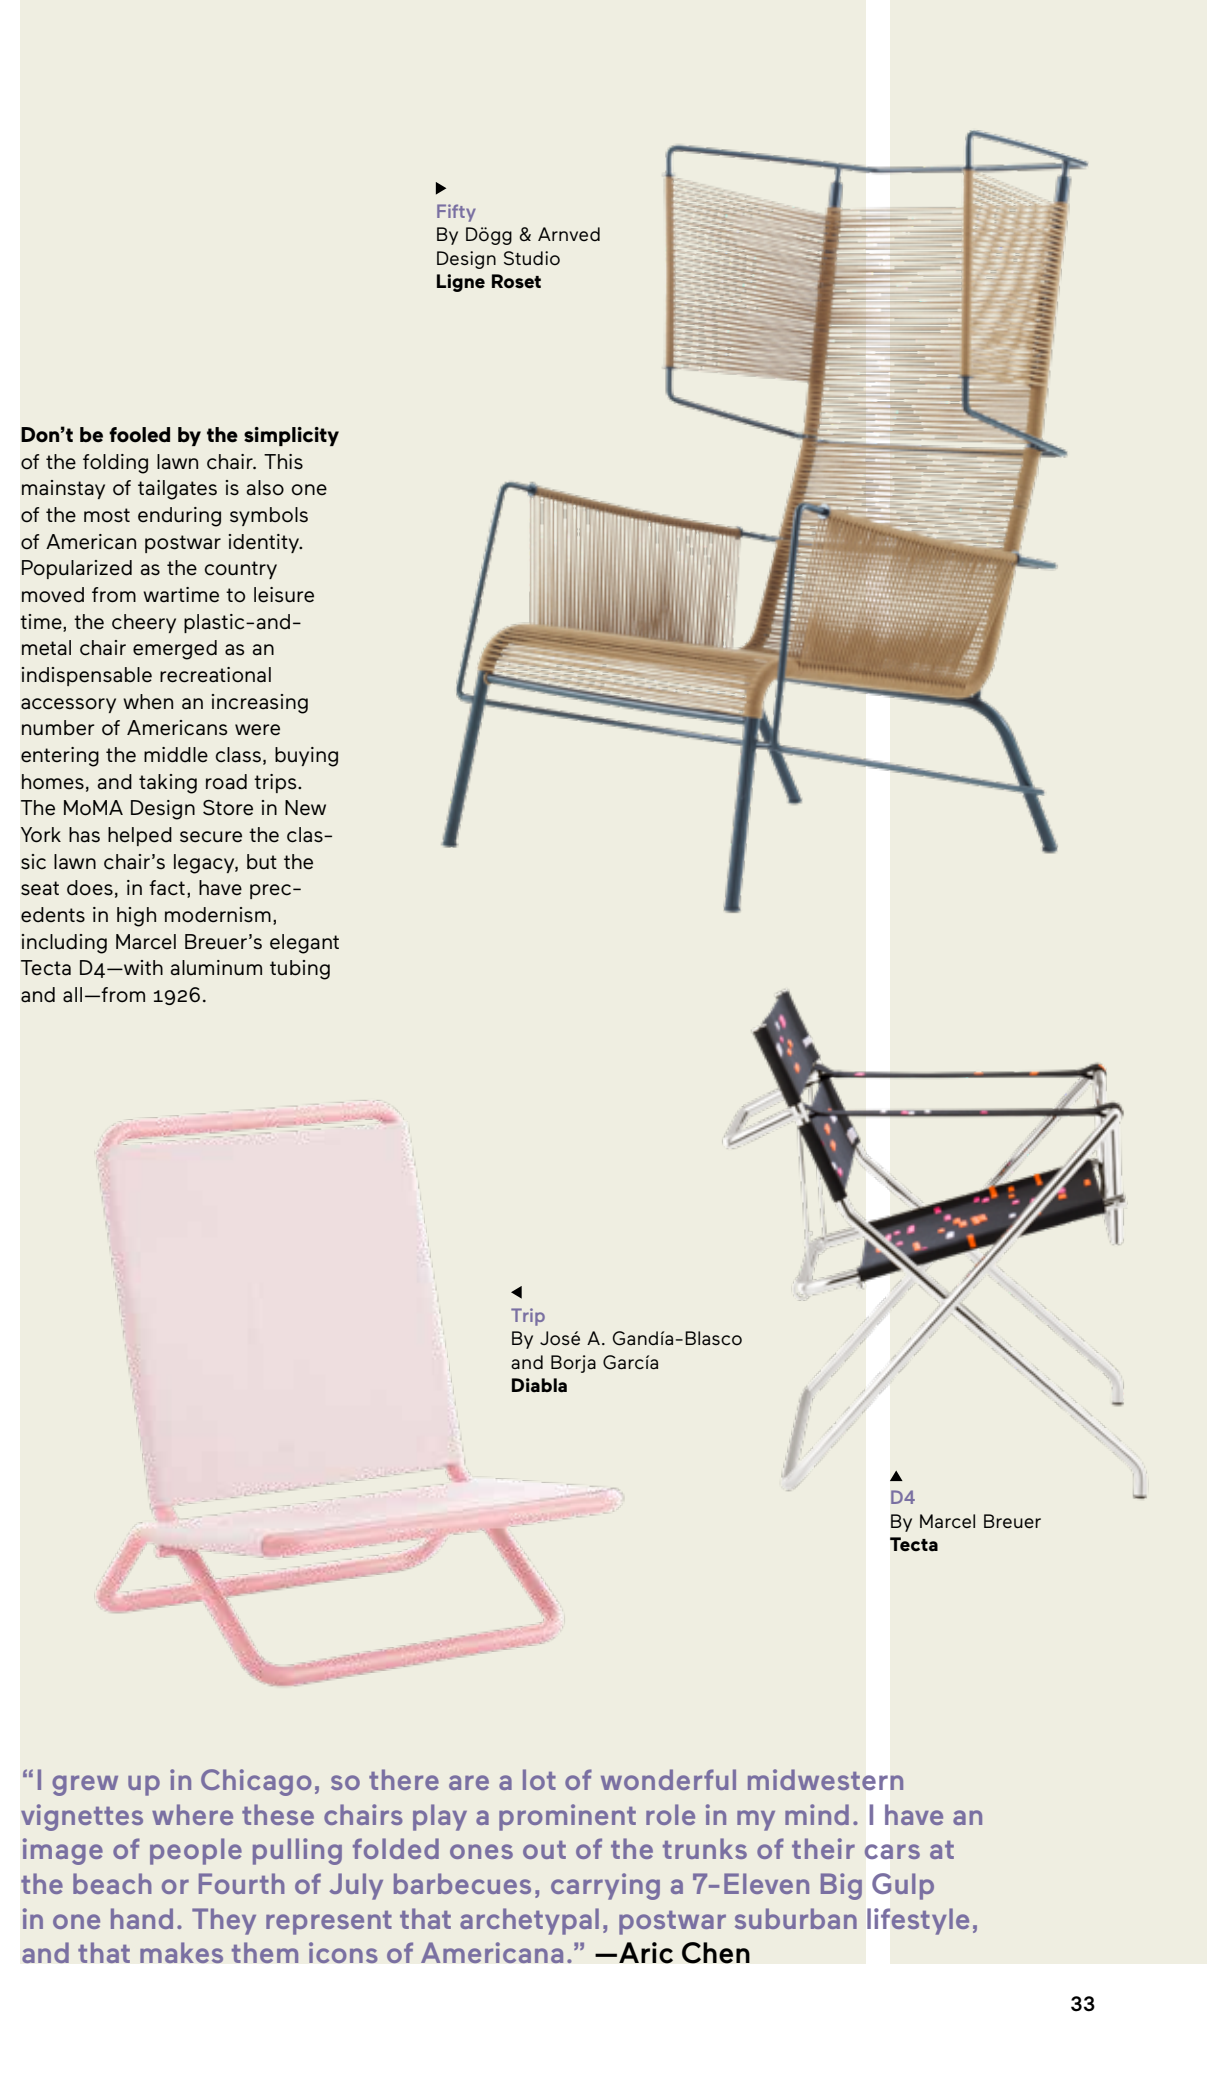 ▶
Fifty
By Dögg & Arnved
Design Studio
Ligne Roset
Don’t be fooled by the simplicity
of the folding lawn chair. This
mainstay of tailgates is also one
of the most enduring symbols
of American postwar identity.
Popularized as the country
moved from wartime to leisure
time, the cheery plastic-and-
metal chair emerged as an
indispensable recreational
accessory when an increasing
number of Americans were
entering the middle class, buying
homes, and taking road trips.
The MoMA Design Store in New
York has helped secure the clas-
sic lawn chair’s legacy, but the
seat does, in fact, have prec-
edents in high modernism,
including Marcel Breuer’s elegant
Tecta D4—with aluminum tubing
and all—from 1926.
◀
Trip
By José A. Gandía-Blasco
and Borja García
Diabla
▲
D4
By Marcel Breuer
Tecta
“I grew up in Chicago, so there are a lot of wonderful midwestern
vignettes where these chairs play a prominent role in my mind. I have an
image of people pulling folded ones out of the trunks of their cars at
the beach or Fourth of July barbecues, carrying a 7-Eleven Big Gulp
in one hand. They represent that archetypal, postwar suburban lifestyle,
and that makes them icons of Americana.” —Aric Chen
33